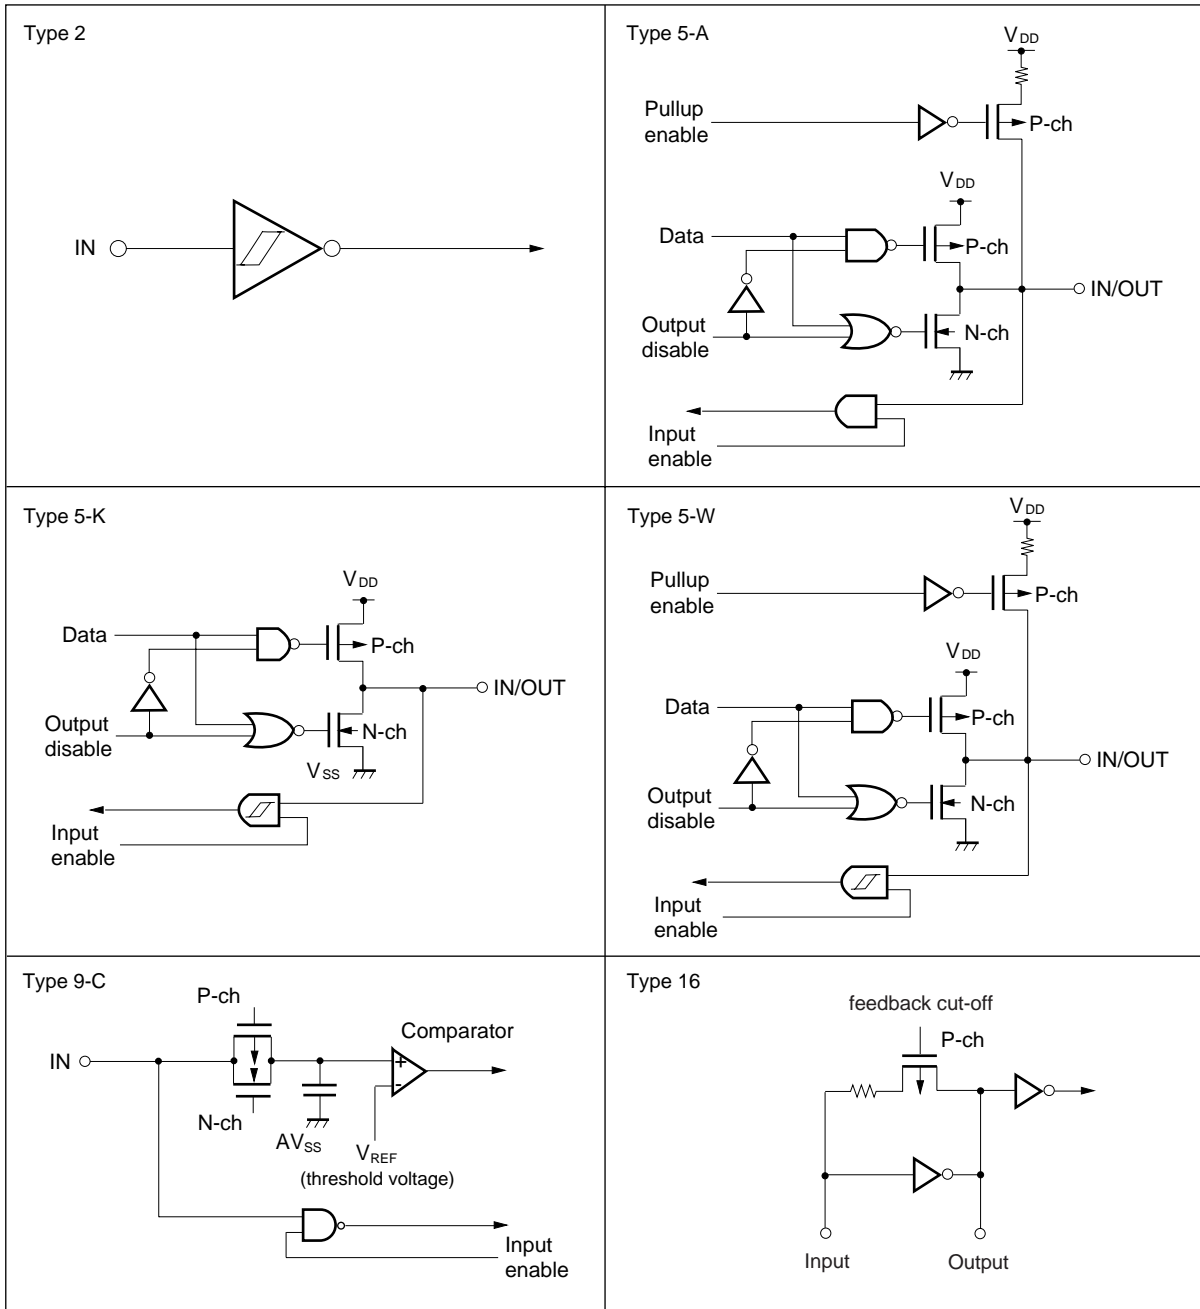 Type 2
IN
Type 5-A
VDD
Pullup
enable
P-ch
VDD
Data
P-ch
IN/OUT
Output
disable
N-ch
Input
enable
Type 5-K
VDD
Data
P-ch
IN/OUT
Output
disable
N-ch
VSS
Input
enable
Type 5-W
VDD
Pullup
enable
P-ch
VDD
Data
P-ch
IN/OUT
Output
disable
N-ch
Input
enable
Type 9-C
P-ch
Comparator
IN
+
-
N-ch
AVSS
VREF
(threshold voltage)
Input
enable
Type 16
feedback cut-off
P-ch
Input
Output